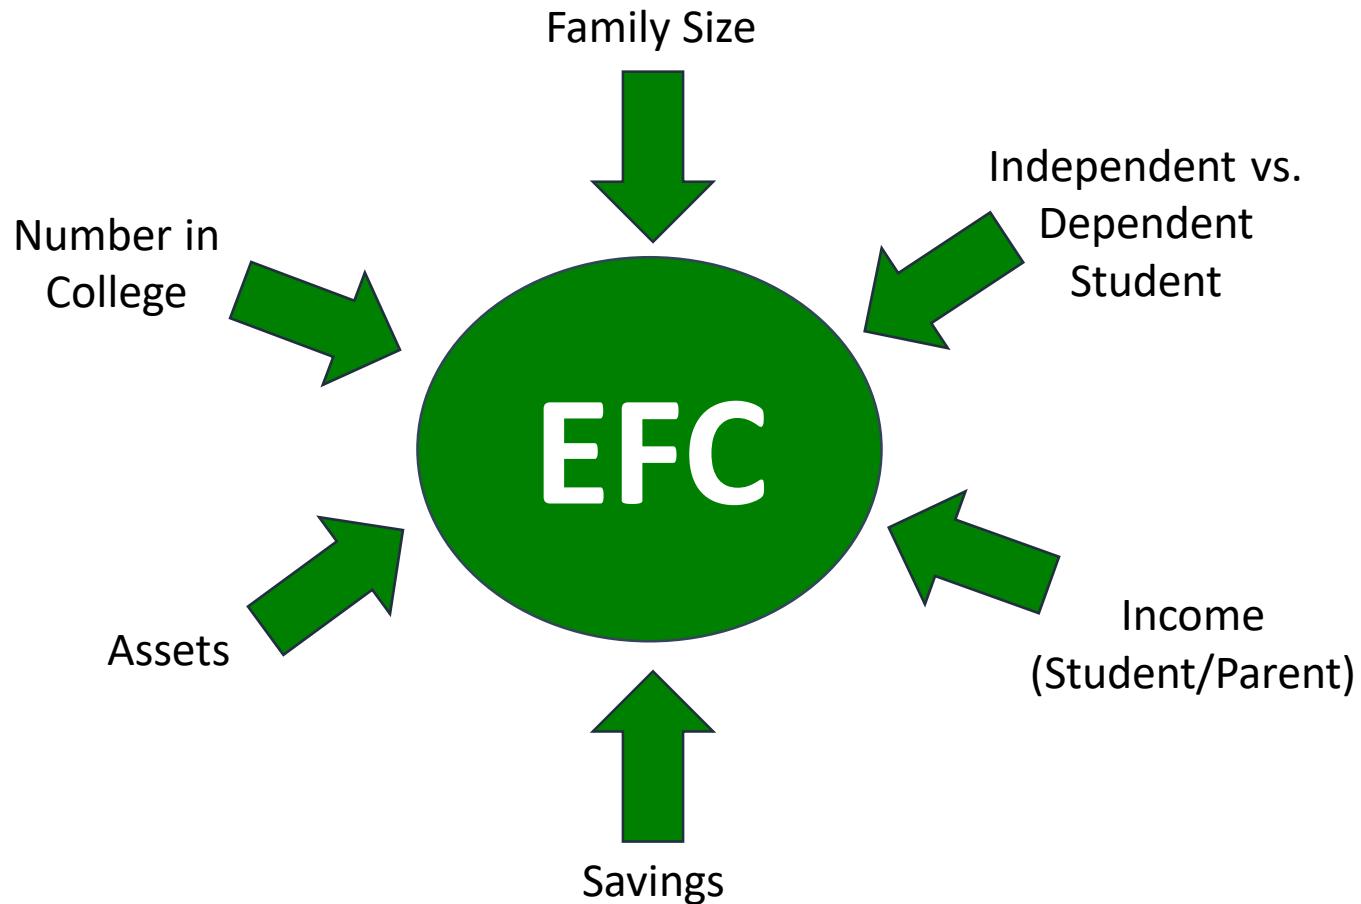 Family Size
Independent vs.
Dependent
Student
Number in
College
EFC
Assets
Income
(Student/Parent)
Savings